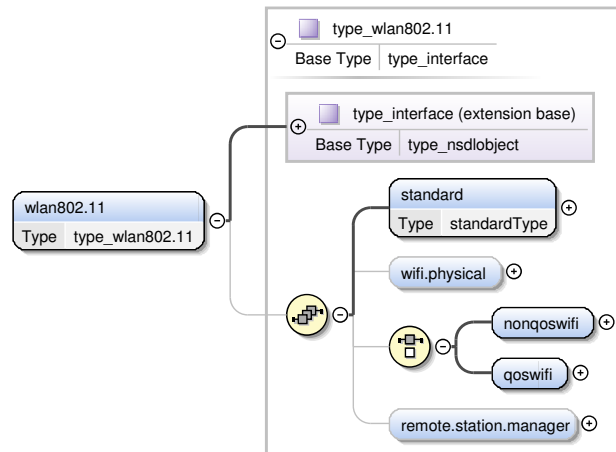 type_wlan802.11
Base Type type_interface
type_interface (extension base)
Base Type type_nsdlobject
wlan802.11
Type type_wlan802.11
standard
Type standardType
wifi.physical
nonqoswifi
qoswifi
remote.station.manager